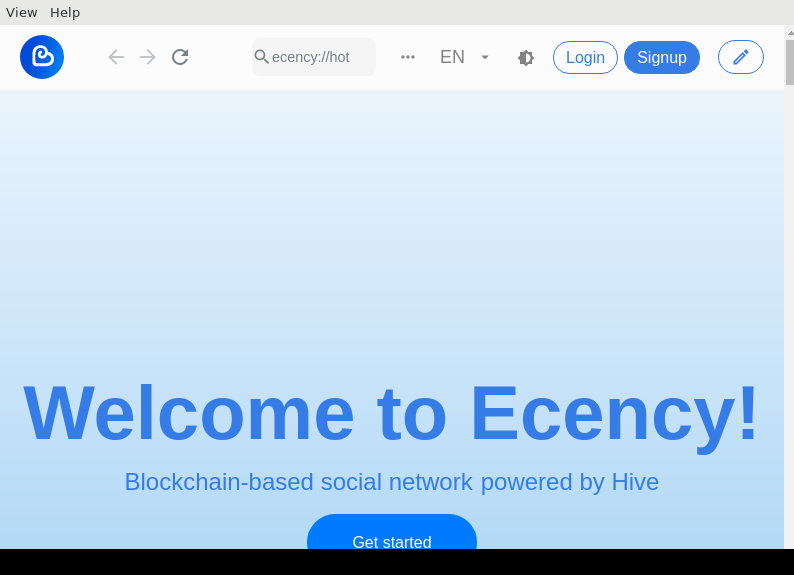 View Help
ecency://hot
EN
Login
Signup
Welcome to Ecency!
Blockchain-based social network powered by Hive
Get started